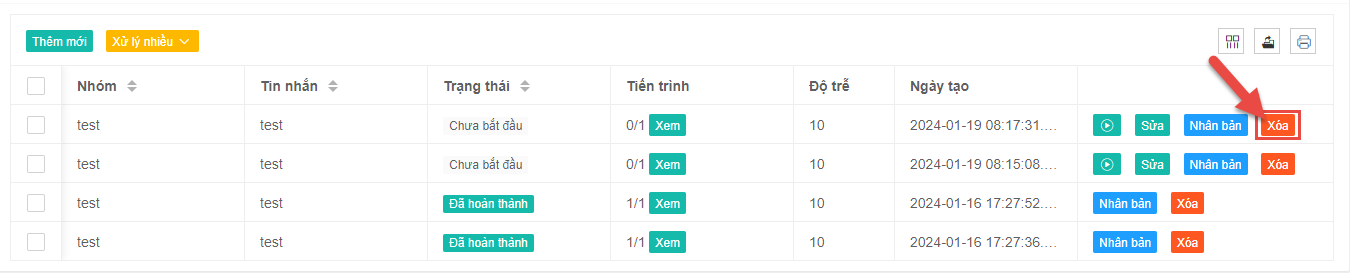 Thêm mới Xử lý nhiều
Nhóm Tin nhắn Trạng thái Tiến trình Độ trễ Ngày tạo
test test Chưa bắt đầu 0/1 Xem 10 2024-01-19 08:17:31.... Sửa Nhân bản Xóa
test test Chưa bắt đầu 0/1 Xem 10 2024-01-19 08:15:08.... Sửa Nhân bản Xóa
test test Đã hoàn thành 1/1 Xem 10 2024-01-16 17:27:52.... Nhân bản Xóa
test test Đã hoàn thành 1/1 Xem 10 2024-01-16 17:27:36.... Nhân bản Xóa